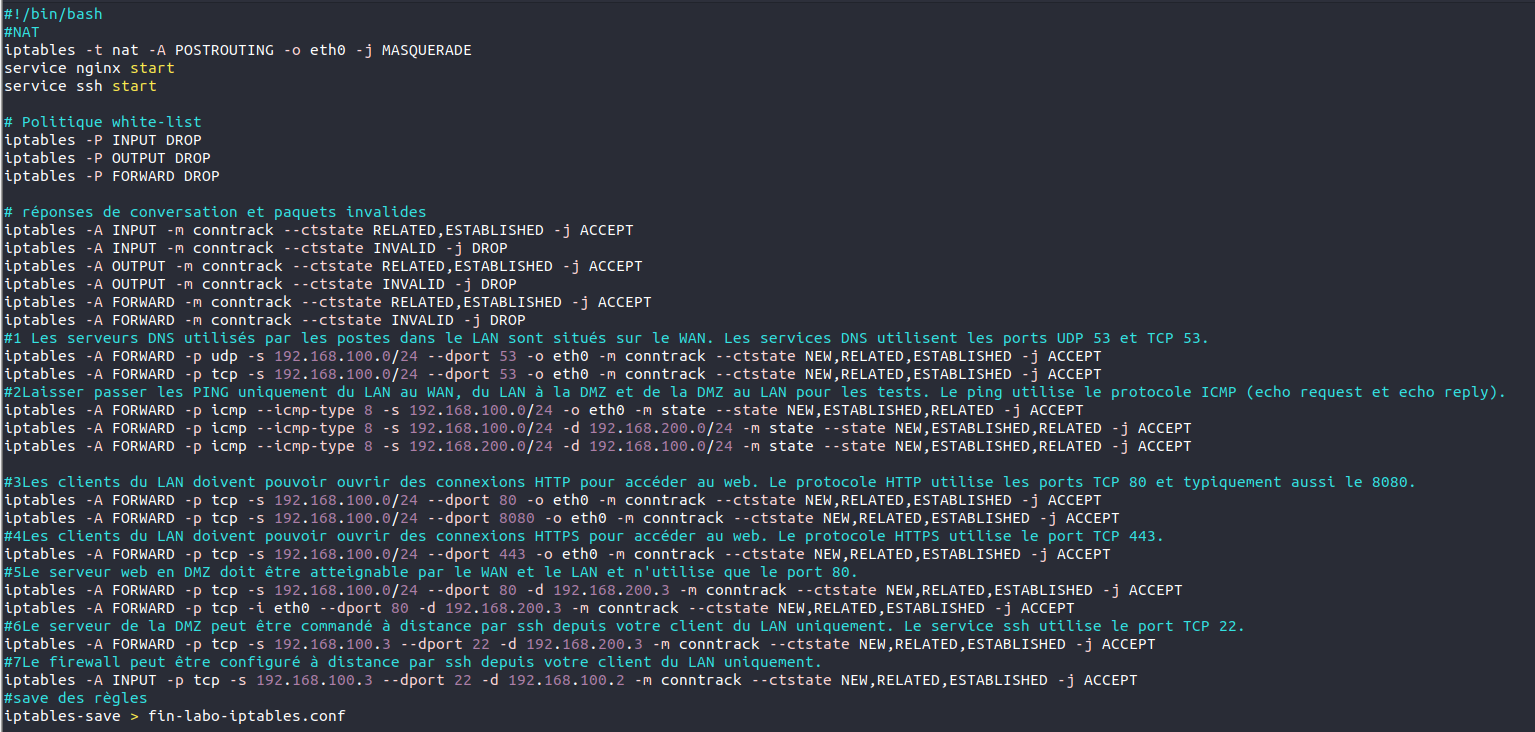 #!/bin/bash
#NAT
iptables -t nat -A POSTROUTING -o eth0 -j MASQUERADE
service nginx start
service ssh start
# Politique white-list
iptables -P INPUT DROP
iptables -P OUTPUT DROP
iptables -P FORWARD DROP
# réponses de conversation et paquets invalides
iptables -A INPUT -m conntrack --ctstate RELATED,ESTABLISHED -j ACCEPT
iptables -A INPUT -m conntrack --ctstate INVALID -j DROP
iptables -A OUTPUT -m conntrack --ctstate RELATED,ESTABLISHED -j ACCEPT
iptables -A OUTPUT -m conntrack --ctstate INVALID -j DROP
iptables -A FORWARD -m conntrack --ctstate RELATED,ESTABLISHED -j ACCEPT
iptables -A FORWARD -m conntrack --ctstate INVALID -j DROP
#1 Les serveurs DNS utilisés par les postes dans le LAN sont situés sur le WAN. Les services DNS utilisent les ports UDP 53 et TCP 53.
iptables -A FORWARD -p udp -s 192.168.100.0/24 --dport 53 -o eth0 -m conntrack --ctstate NEW,RELATED,ESTABLISHED -j ACCEPT
iptables -A FORWARD -p tcp -s 192.168.100.0/24 --dport 53 -o eth0 -m conntrack --ctstate NEW,RELATED,ESTABLISHED -j ACCEPT
#2Laisser passer les PING uniquement du LAN au WAN, du LAN à la DMZ et de la DMZ au LAN pour les tests. Le ping utilise le protocole ICMP (echo request et echo reply).
iptables -A FORWARD -p icmp --icmp-type 8 -s 192.168.100.0/24 -o eth0 -m state --state NEW,ESTABLISHED,RELATED -j ACCEPT
iptables -A FORWARD -p icmp --icmp-type 8 -s 192.168.100.0/24 -d 192.168.200.0/24 -m state --state NEW,ESTABLISHED,RELATED -j ACCEPT
iptables -A FORWARD -p icmp --icmp-type 8 -s 192.168.200.0/24 -d 192.168.100.0/24 -m state --state NEW,ESTABLISHED,RELATED -j ACCEPT
#3Les clients du LAN doivent pouvoir ouvrir des connexions HTTP pour accéder au web. Le protocole HTTP utilise les ports TCP 80 et typiquement aussi le 8080.
iptables -A FORWARD -p tcp -s 192.168.100.0/24 --dport 80 -o eth0 -m conntrack --ctstate NEW,RELATED,ESTABLISHED -j ACCEPT
iptables -A FORWARD -p tcp -s 192.168.100.0/24 --dport 8080 -o eth0 -m conntrack --ctstate NEW,RELATED,ESTABLISHED -j ACCEPT
#4Les clients du LAN doivent pouvoir ouvrir des connexions HTTPS pour accéder au web. Le protocole HTTPS utilise le port TCP 443.
iptables -A FORWARD -p tcp -s 192.168.100.0/24 --dport 443 -o eth0 -m conntrack --ctstate NEW,RELATED,ESTABLISHED -j ACCEPT
#5Le serveur web en DMZ doit être atteignable par le WAN et le LAN et n'utilise que le port 80.
iptables -A FORWARD -p tcp -s 192.168.100.0/24 --dport 80 -d 192.168.200.3 -m conntrack --ctstate NEW,RELATED,ESTABLISHED -j ACCEPT
iptables -A FORWARD -p tcp -i eth0 --dport 80 -d 192.168.200.3 -m conntrack --ctstate NEW,RELATED,ESTABLISHED -j ACCEPT
#6Le serveur de la DMZ peut être commandé à distance par ssh depuis votre client du LAN uniquement. Le service ssh utilise le port TCP 22.
iptables -A FORWARD -p tcp -s 192.168.100.3 --dport 22 -d 192.168.200.3 -m conntrack --ctstate NEW,RELATED,ESTABLISHED -j ACCEPT
#7Le firewall peut être configuré à distance par ssh depuis votre client du LAN uniquement.
iptables -A INPUT -p tcp -s 192.168.100.3 --dport 22 -d 192.168.100.2 -m conntrack --ctstate NEW,RELATED,ESTABLISHED -j ACCEPT
#save des règles
iptables-save > fin-labo-iptables.conf